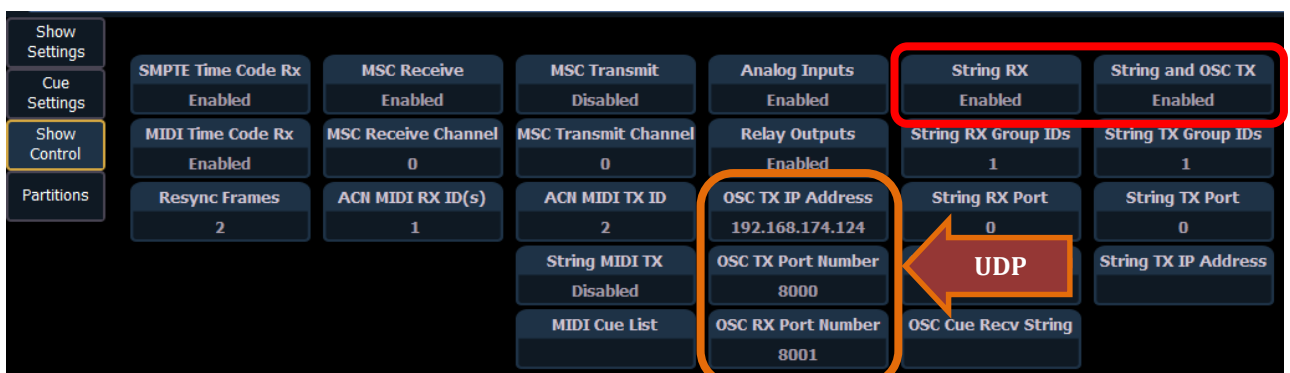 Show
Settings
Cue
Settings
Show
Control
Partitions
SMPTE Time Code Rx
Enabled
MSC Receive
Enabled
MSC Transmit
Disabled
Analog Inputs
Enabled
String RX
Enabled
String and OSC TX
Enabled
MIDI Time Code Rx
Enabled
MSC Receive Channel
0
MSC Transmit Channel
0
Relay Outputs
Enabled
String RX Group IDs
1
String TX Group IDs
1
Resync Frames
2
ACN MIDI RX ID(s)
1
ACN MIDI TX ID
2
OSC TX IP Address
192.168.174.124
String RX Port
0
String TX Port
0
String MIDI TX
Disabled
OSC TX Port Number
8000
UDP
String TX IP Address
MIDI Cue List
OSC RX Port Number
8001
OSC Cue Recv String